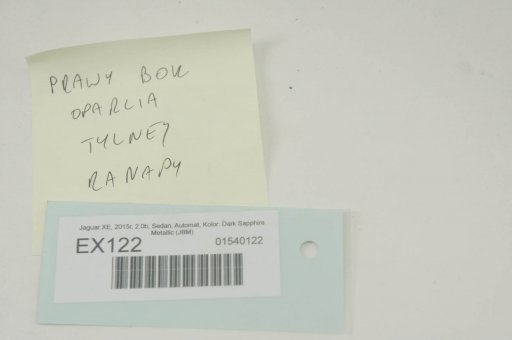 PRAWY BOK
OPARCIA
TYLNEJ
KANAPY
Jaguar XE, 2015r, 2.0b, Sedan, Automat, Kolor: Dark Sapphire
Metallic (JBM)
EX122
01540122